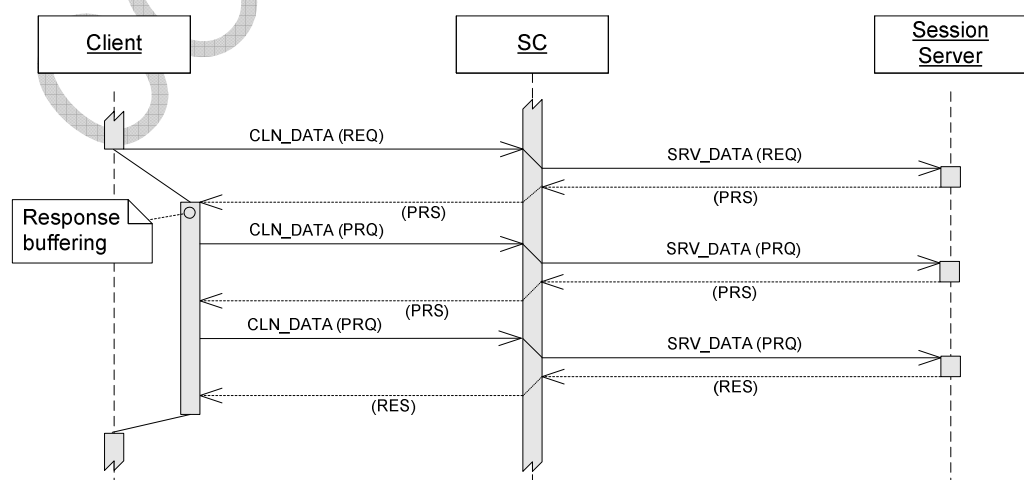 Client
SC
Session
Server
CLN_DATA (REQ)
SRV_DATA (REQ)
(PRS)
(PRS)
Response
buffering
CLN_DATA (PRQ)
SRV_DATA (PRQ)
(PRS)
(PRS)
CLN_DATA (PRQ)
SRV_DATA (PRQ)
(RES)
(RES)